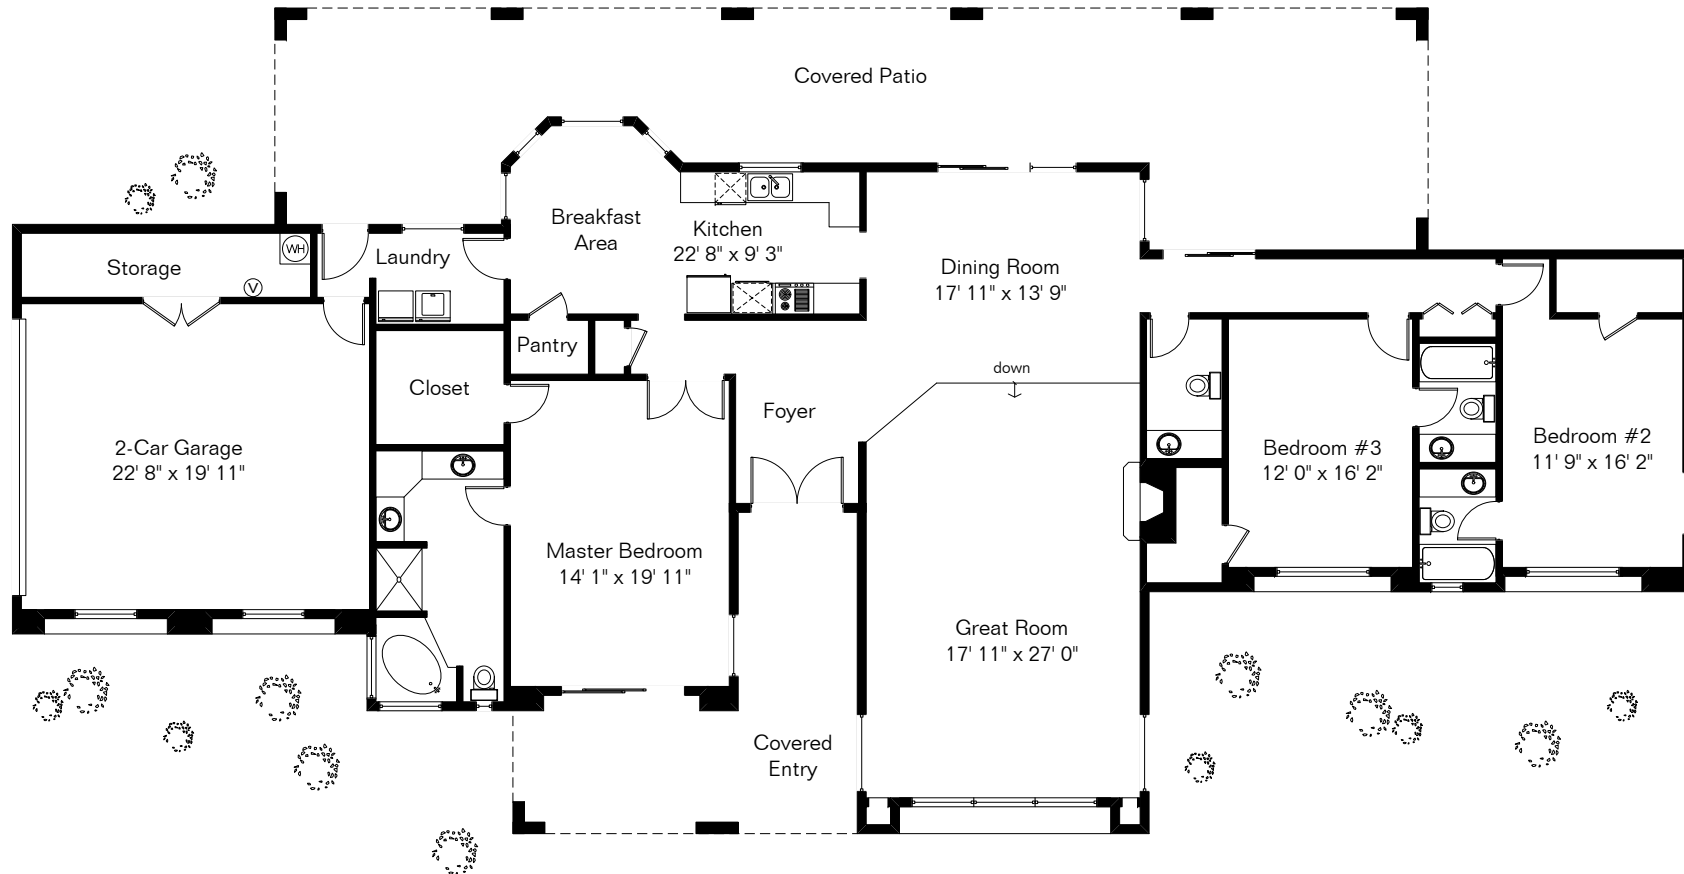 Covered Patio
Breakfast
Area
Kitchen
22' 8" x 9' 3"
Laundry
WH
Storage
V
Dining Room
17' 11" x 13' 9"
Pantry
down
Closet
Foyer
2-Car Garage
22' 8" x 19' 11"
Bedroom #3
12' 0" x 16' 2"
Bedroom #2
11' 9" x 16' 2"
Master Bedroom
14' 1" x 19' 11"
Great Room
17' 11" x 27' 0"
Covered
Entry